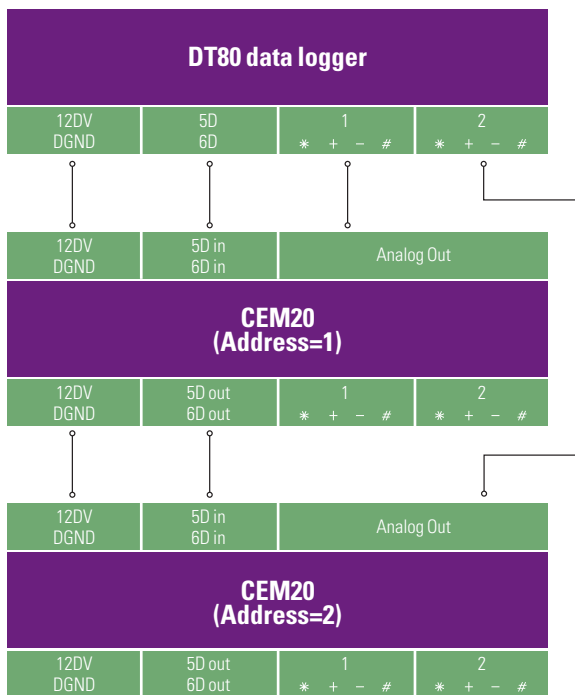 DT80 data logger
12DV 5D 1 2
DGND 6D * + − # * + − #
12DV 5D in Analog Out
DGND 6D in
CEM20
(Address=1)
12DV 5D out 1 2
DGND 6D out * + − # * + − #
12DV 5D in Analog Out
DGND 6D in
CEM20
(Address=2)
12DV 5D out 1 2
DGND 6D out * + − # * + − #